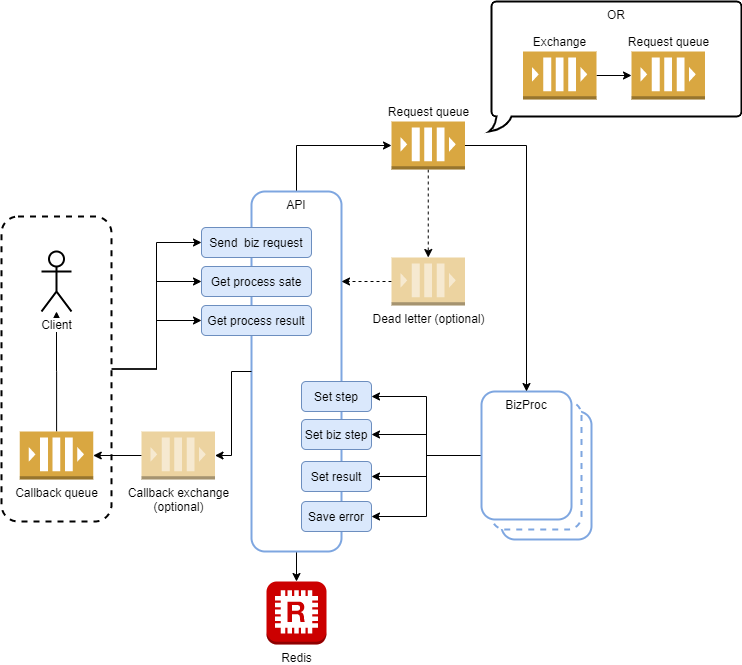 OR
Exchange
Request queue
Request queue
API
Send biz request
Get process sate
Get process result
Dead letter (optional)
Client
Set step
Set biz step
Set result
Save error
BizProc
Callback queue
Callback exchange
(optional)
R
Redis